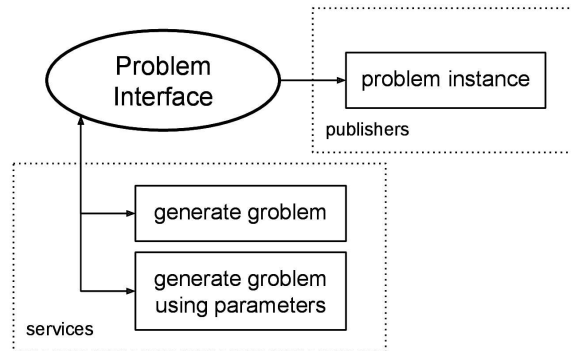 Problem
Interface
problem instance
publishers
generate groblem
generate groblem
using parameters
services